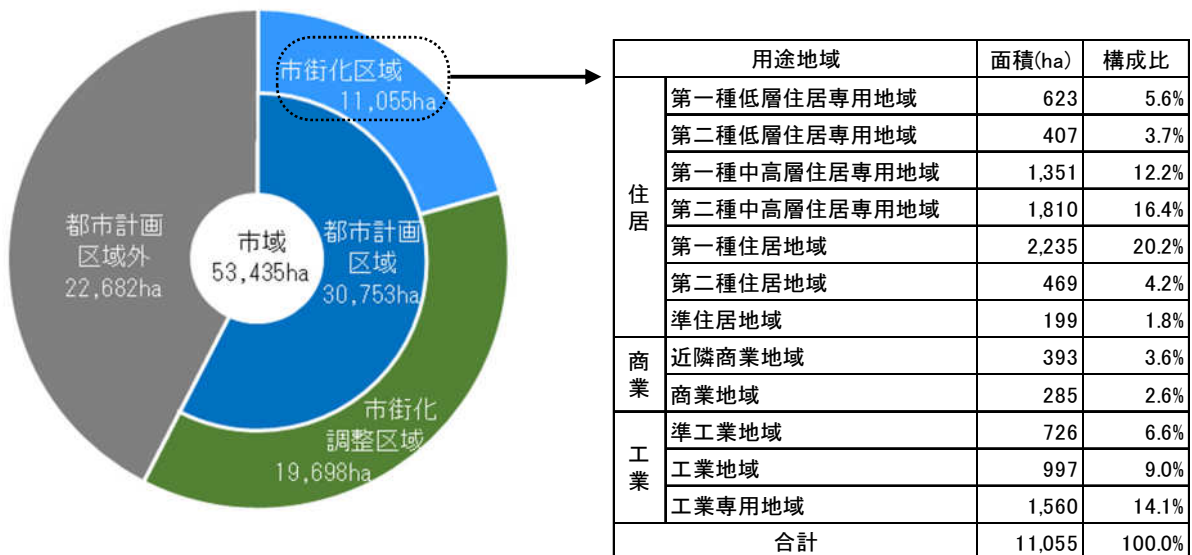 市街化区域
11,055ha
都市計画
区域外
22,682ha
市域
53,435ha
都市計画
区域
30,753ha
市街化
調整区域
19,698ha
用途地域 面積(ha) 構成比
住居
第一種低層住居専用地域 623 5.6%
第二種低層住居専用地域 407 3.7%
第一種中高層住居専用地域 1,351 12.2%
第二種中高層住居専用地域 1,810 16.4%
第一種住居地域 2,235 20.2%
第二種住居地域 469 4.2%
準住居地域 199 1.8%
商業
近隣商業地域 393 3.6%
商業地域 285 2.6%
工業
準工業地域 726 6.6%
工業地域 997 9.0%
工業専用地域 1,560 14.1%
合計 11,055 100.0%